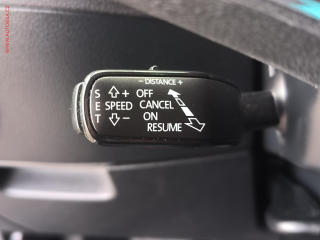 - DISTANCE +
S + OFF
E SPEED CANCEL
T - ON
RESUME